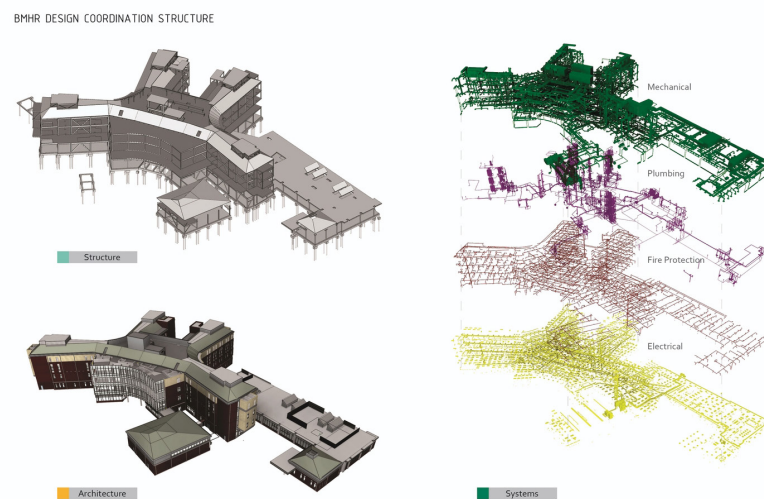 BMHR DESIGN COORDINATION STRUCTURE
Mechanical
Plumbing
Fire Protection
Structure
Electrical
Architecture
Systems